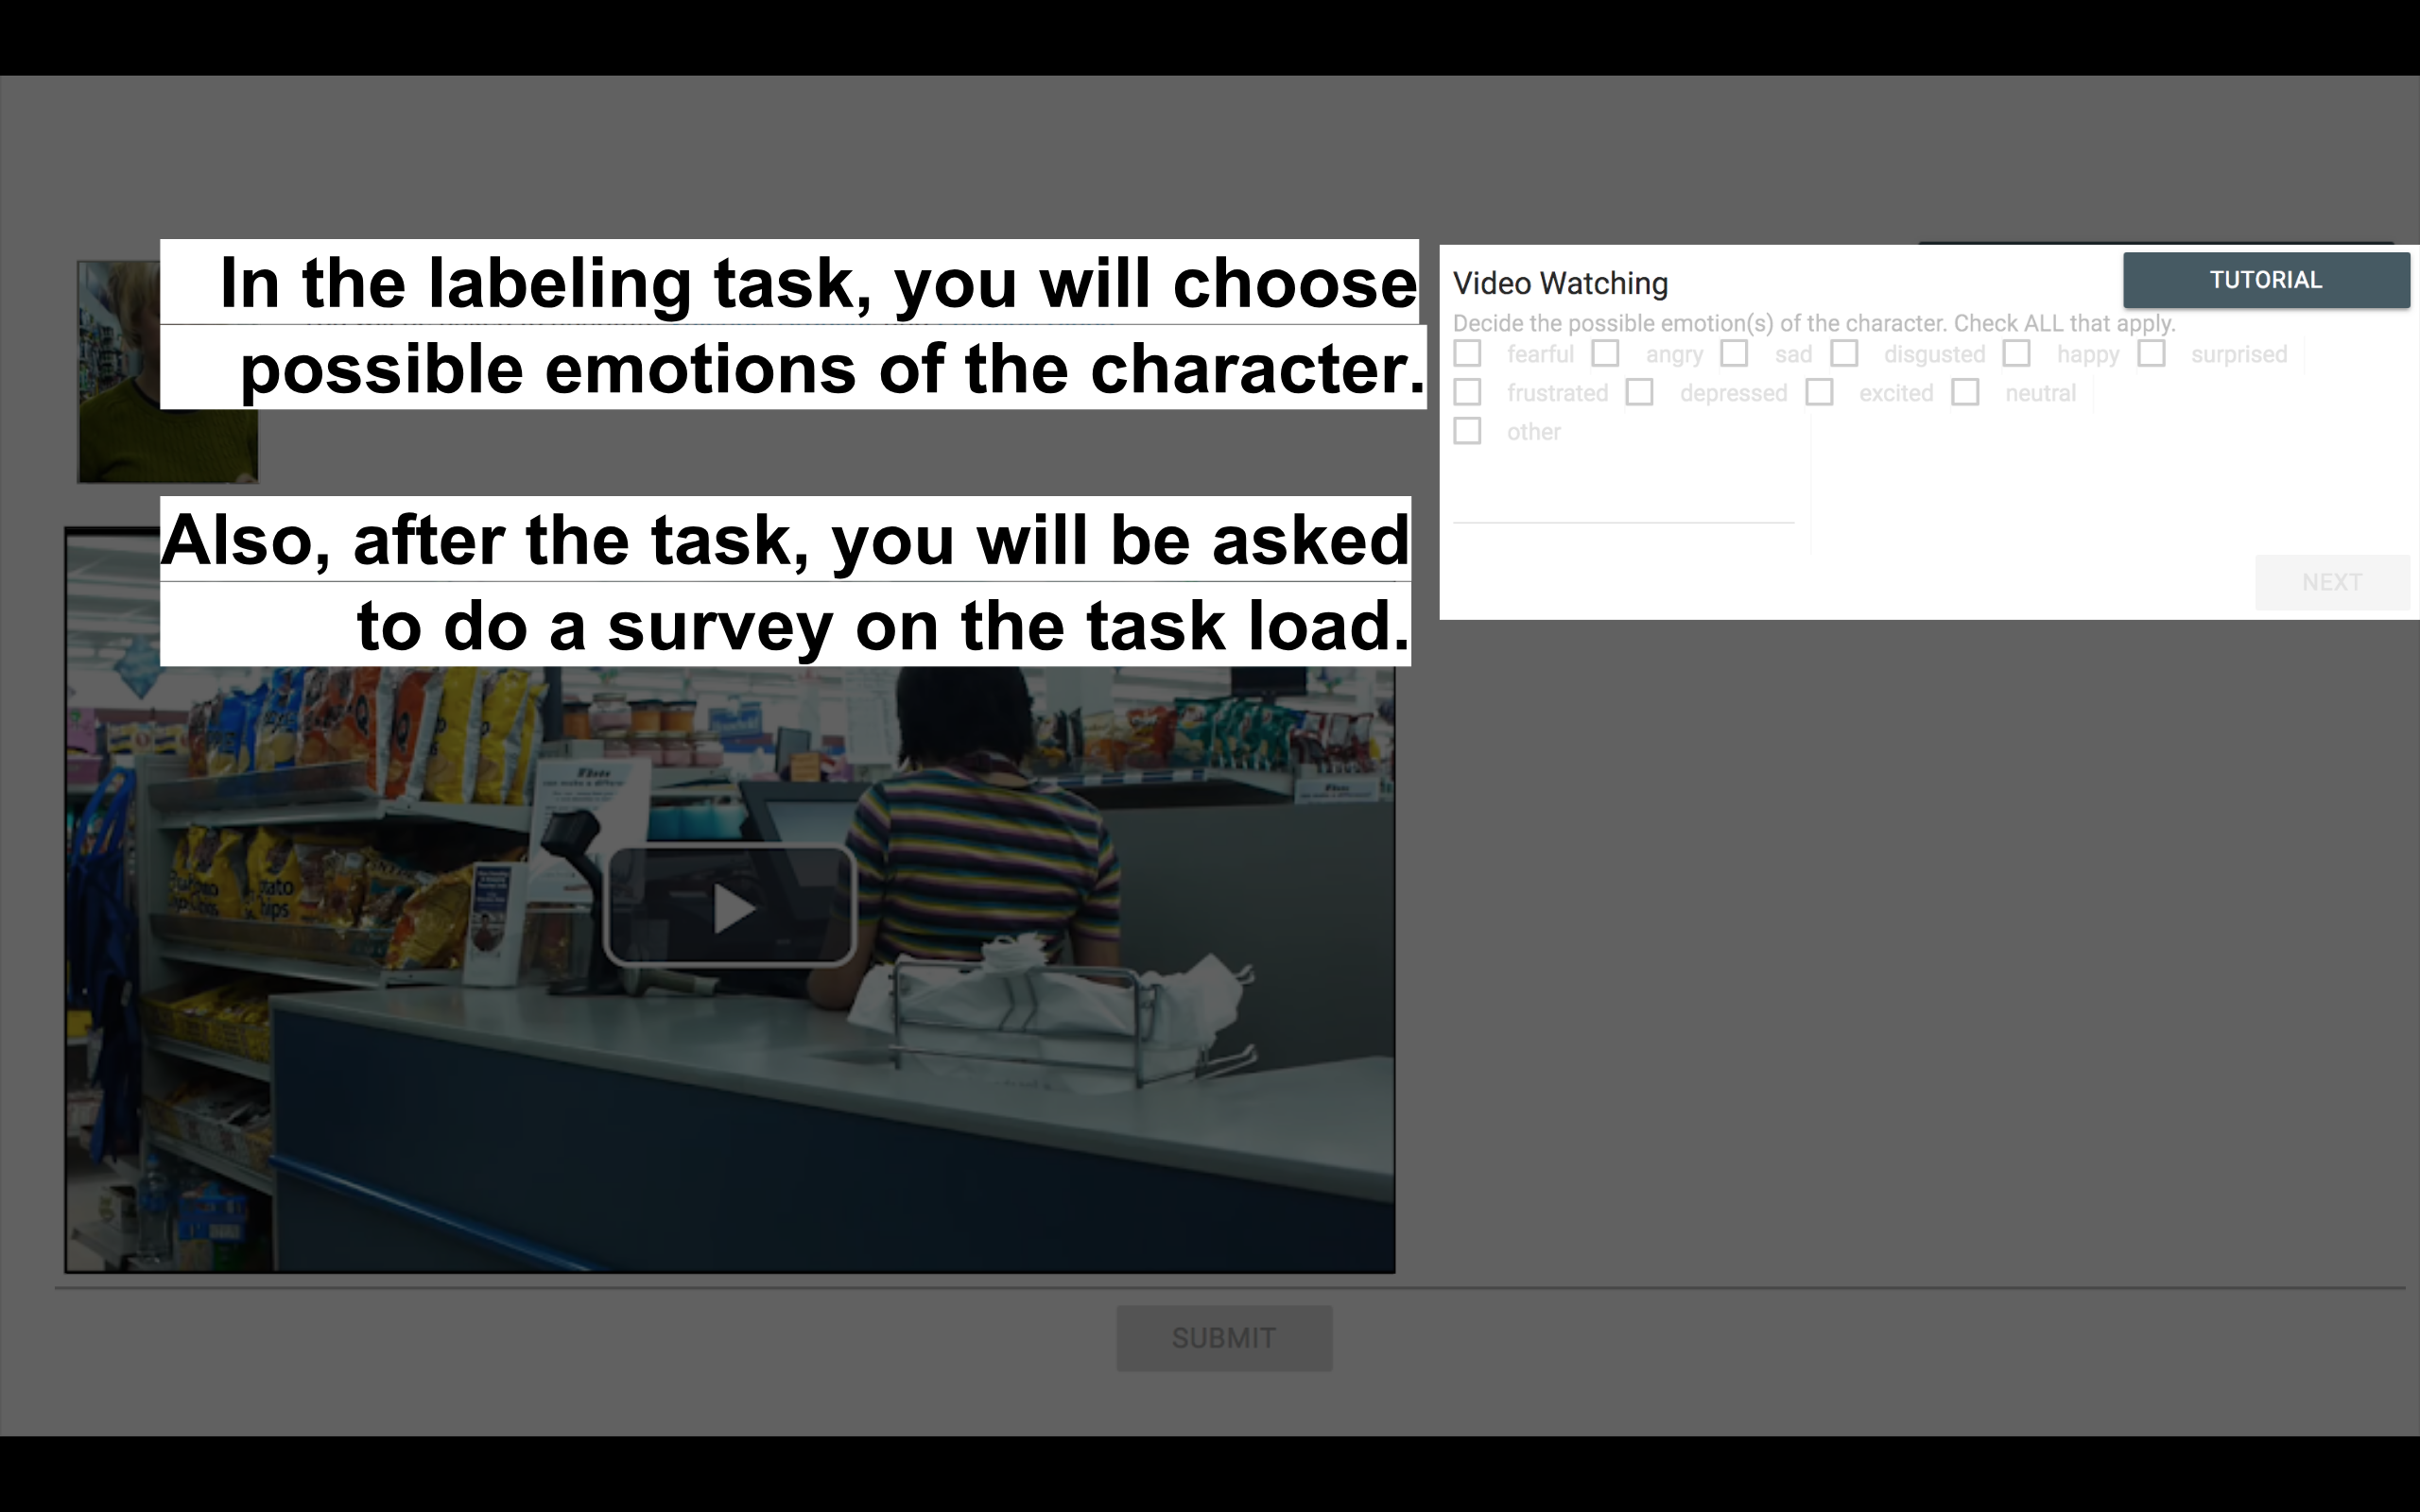 In the labeling task, you will choose
possible emotions of the character.
Also, after the task, you will be asked
to do a survey on the task load.
Video Watching
TUTORIAL
Decide the possible emotion(s) of the character. Check ALL that apply.
fearful angry sad disgusted happy surprised
frustrated depressed excited neutral
other
NEXT
SUBMIT